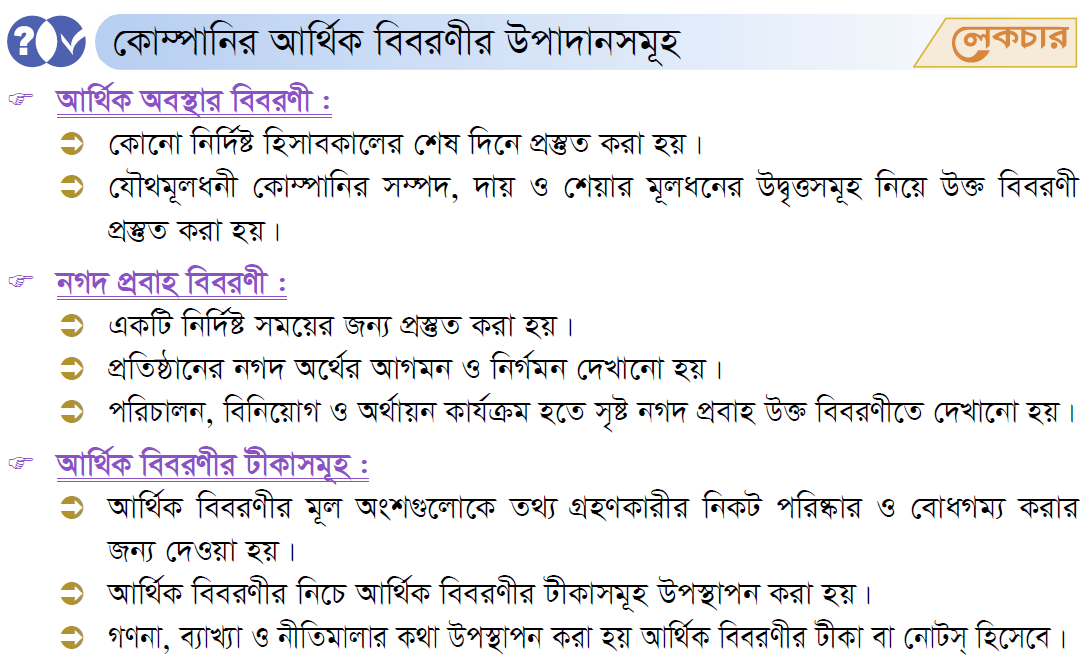 কোম্পানির আর্থিক বিবরণীর উপাদানসমূহ
লেকচার
আর্থিক অবস্থার বিবরণী :
কোনো নির্দিষ্ট হিসাবকালের শেষ দিনে প্রস্তুত করা হয়।
যৌথমূলধনী কোম্পানির সম্পদ, দায় ও শেয়ার মূলধনের উদ্বৃত্তসমূহ নিয়ে উক্ত বিবরণী
প্রস্তুত করা হয়।
নগদ প্রবাহ বিবরণী :
একটি নির্দিষ্ট সময়ের জন্য প্রস্তুত করা হয়।
প্রতিষ্ঠানের নগদ অর্থের আগমন ও নির্গমন দেখানো হয়।
পরিচালন, বিনিয়োগ ও অর্থায়ন কার্যক্রম হতে সৃষ্ট নগদ প্রবাহ উক্ত বিবরণীতে দেখানো হয়।
আর্থিক বিবরণীর টীকাসমূহ :
আর্থিক বিবরণীর মূল অংশগুলোকে তথ্য গ্রহণকারীর নিকট পরিষ্কার ও বোধগম্য করার
জন্য দেওয়া হয়।
আর্থিক বিবরণীর নিচে আর্থিক বিবরণীর টীকাসমূহ উপস্থাপন করা হয়।
গণনা, ব্যাখ্যা ও নীতিমালার কথা উপস্থাপন করা হয় আর্থিক বিবরণীর টীকা বা নোটস্ হিসেবে।